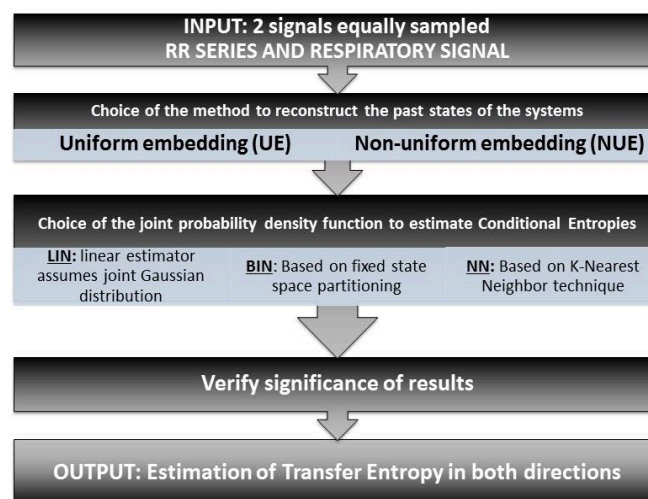 INPUT: 2 signals equally sampled
RR SERIES AND RESPIRATORY SIGNAL
Choice of the method to reconstruct the past states of the systems
Uniform embedding (UE)
Non-uniform embedding (NUE)
Choice of the joint probability density function to estimate Conditional Entropies
LIN: linear estimator
assumes joint Gaussian
distribution
BIN: Based on fixed state
space partitioning
NN: Based on K-Nearest
Neighbor technique
Verify significance of results
OUTPUT: Estimation of Transfer Entropy in both directions